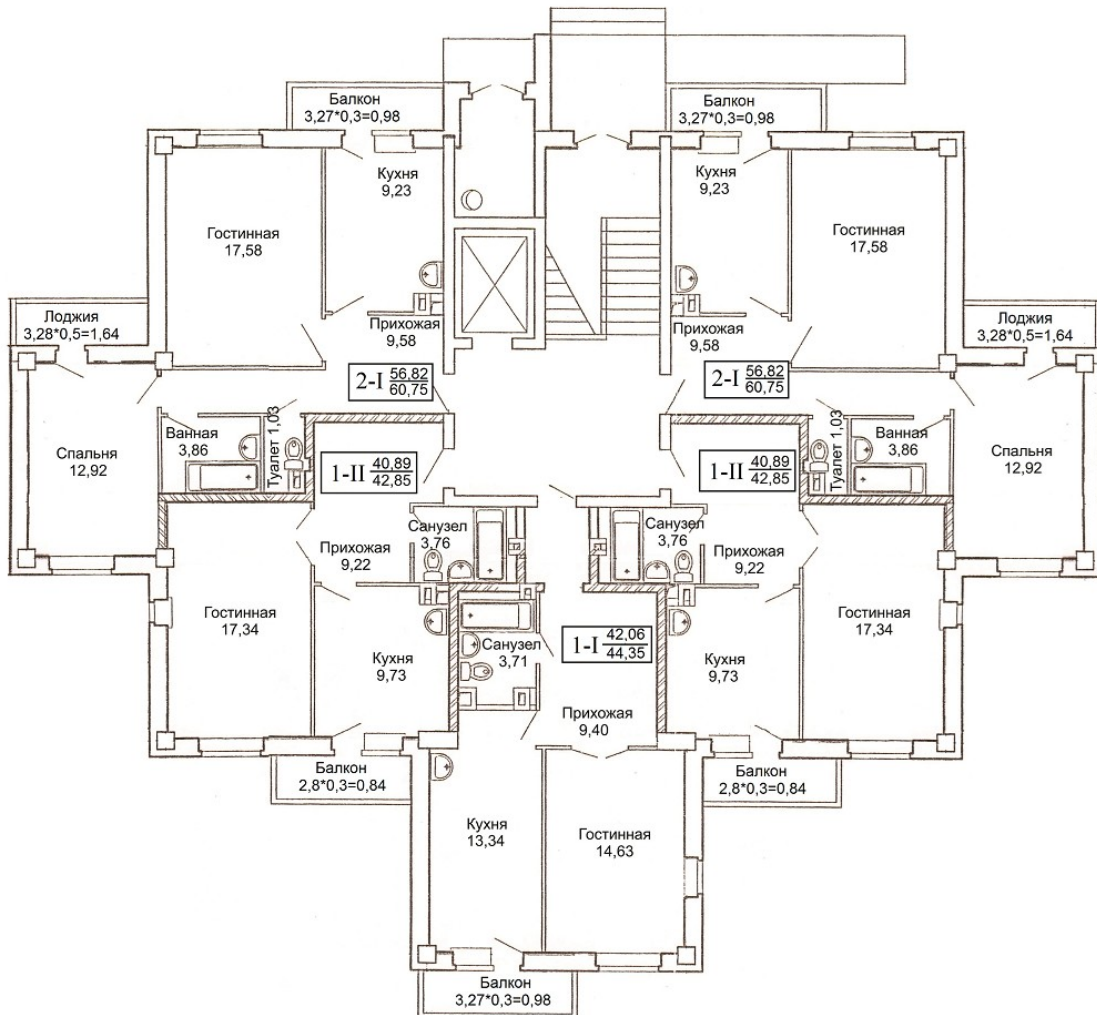 Балкон
3,27*0,3=0,98
Балкон
3,27*0,3=0,98
Кухня
9,23
Кухня
9,23
Гостинная
17,58
Гостинная
17,58
Лоджия
3,28*0,5=1,64
Прихожая
9,58
Прихожая
9,58
Лоджия
3,28*0,5=1,64
2-I 56,82
60,75
2-I 56,82
60,75
Туалет 1,03
Туалет 1,03
Ванная
3,86
Ванная
3,86
Спальня
12,92
Спальня
12,92
1-II 40,89
42,85
1-II 40,89
42,85
Санузел
3,76
Санузел
3,76
Прихожая
9,22
Прихожая
9,22
Гостинная
17,34
Гостинная
17,34
1-I 42,06
44,35
Санузел
3,71
Кухня
9,73
Кухня
9,73
Прихожая
9,40
Балкон
2,8*0,3=0,84
Балкон
2,8*0,3=0,84
Кухня
13,34
Гостинная
14,63
Балкон
3,27*0,3=0,98